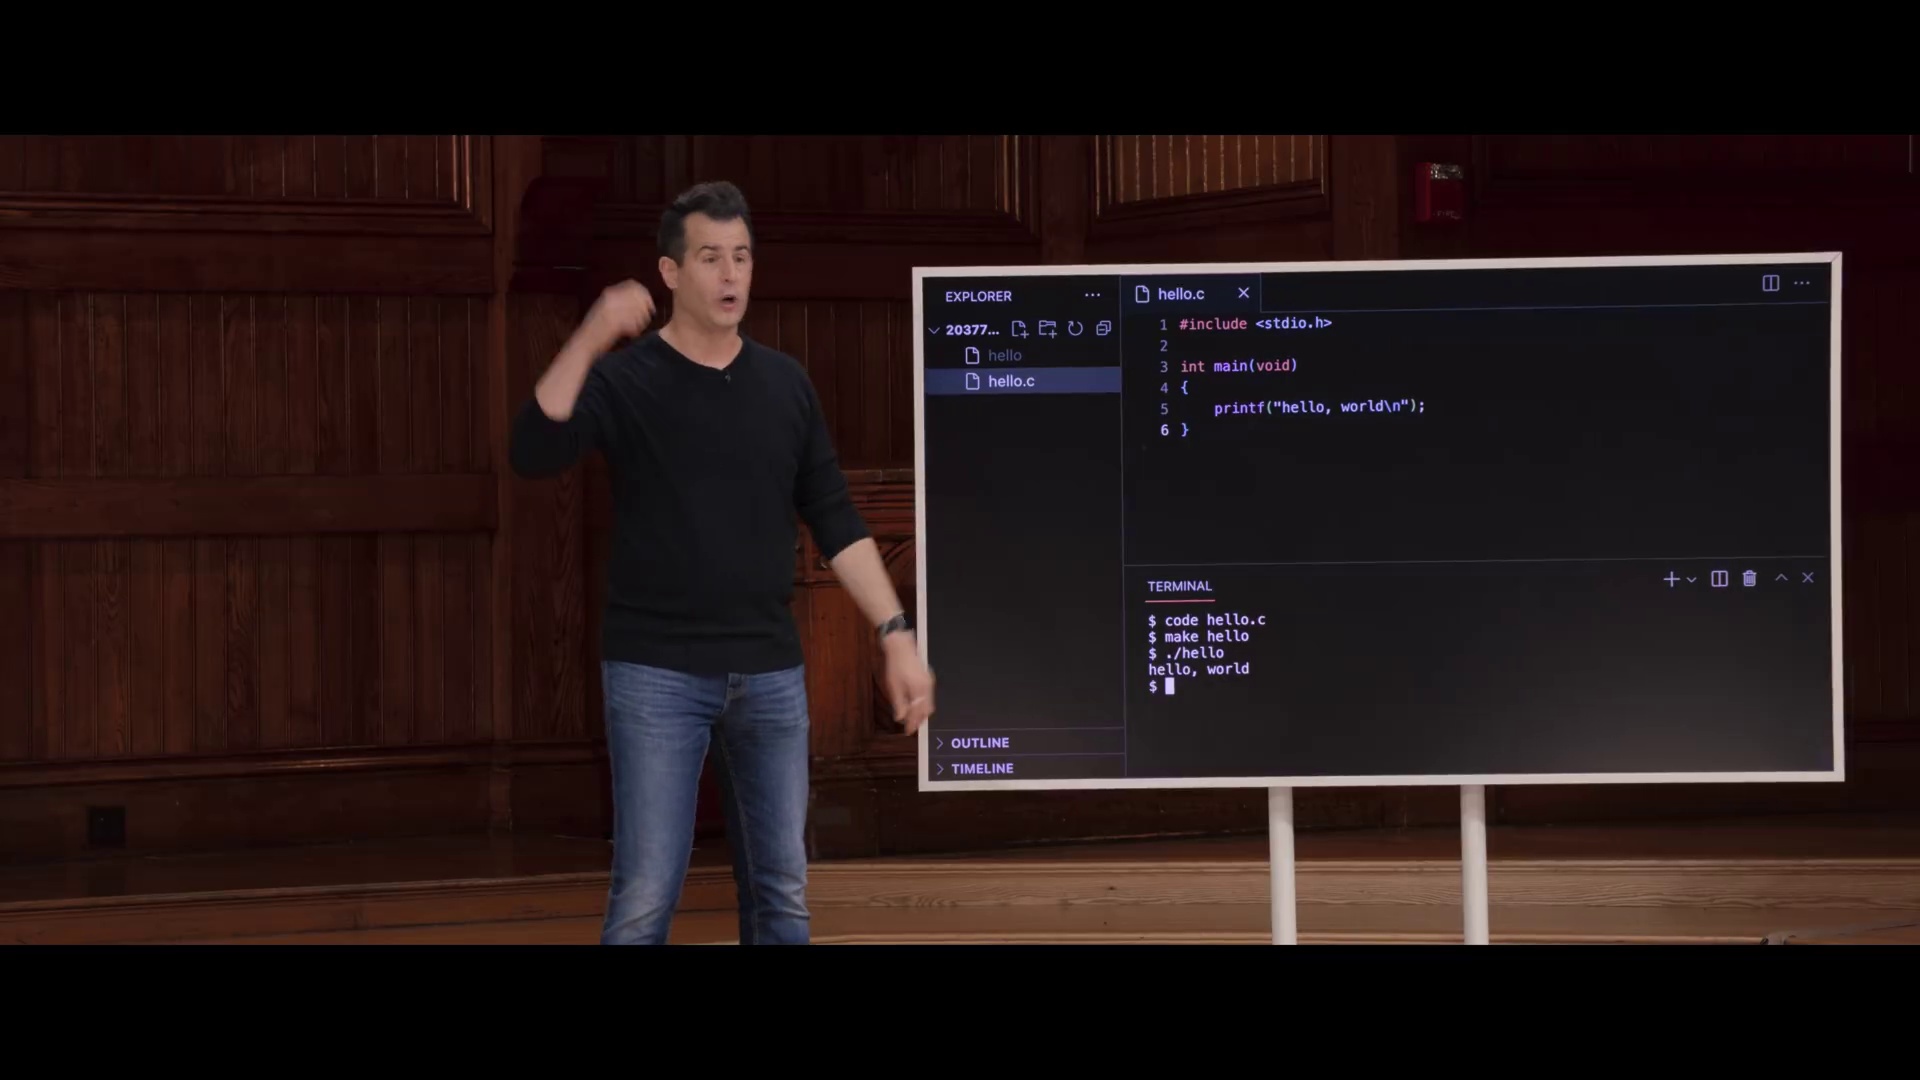 EXPLORER
20377...
hello
hello.c
OUTLINE
TIMELINE
hello.c
1 #include <stdio.h>
2
3 int main(void)
4 {
5     printf("hello, world\n");
6 }
TERMINAL
$ code hello.c
$ make hello
$ ./hello
hello, world
$